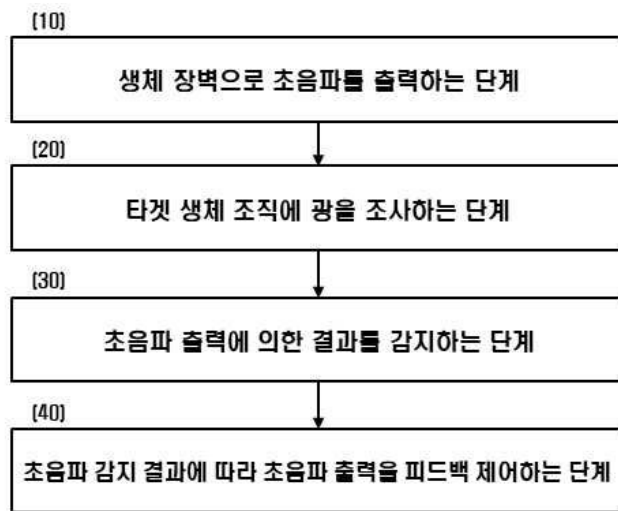 [10]
생체 장벽으로 초음파를 출력하는 단계
[20]
타겟 생체 조직에 광을 조사하는 단계
[30]
초음파 출력에 의한 결과를 감지하는 단계
[40]
초음파 감지 결과에 따라 초음파 출력을 피드백 제어하는 단계